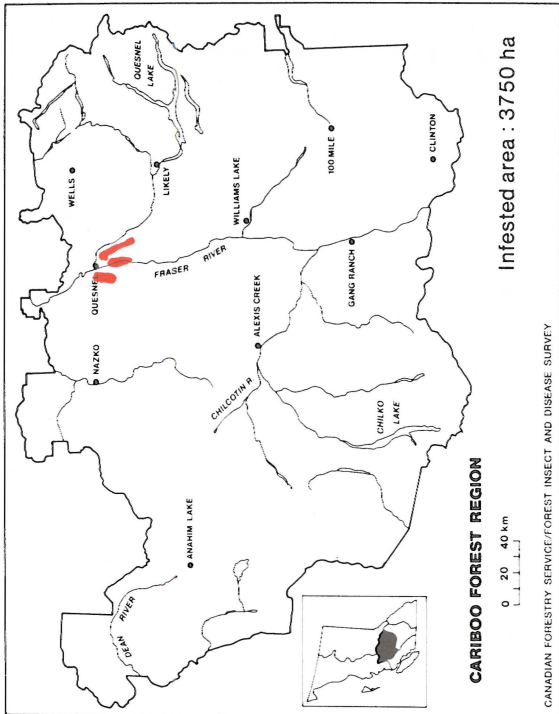 WELLS
QUESNEL
LAKE
LIKELY
QUESNEL
NAZKO
FRASER RIVER
WILLIAMS LAKE
100 MILE
CLINTON
GANG RANCH
ALEXIS CREEK
CHILCOTIN R.
CHILKO
LAKE
ANAHIM LAKE
DEAN RIVER
Infested area : 3750 ha
CARIBOO FOREST REGION
0 20 40 km
CANADIAN FORESTRY SERVICE/FOREST INSECT AND DISEASE SURVEY